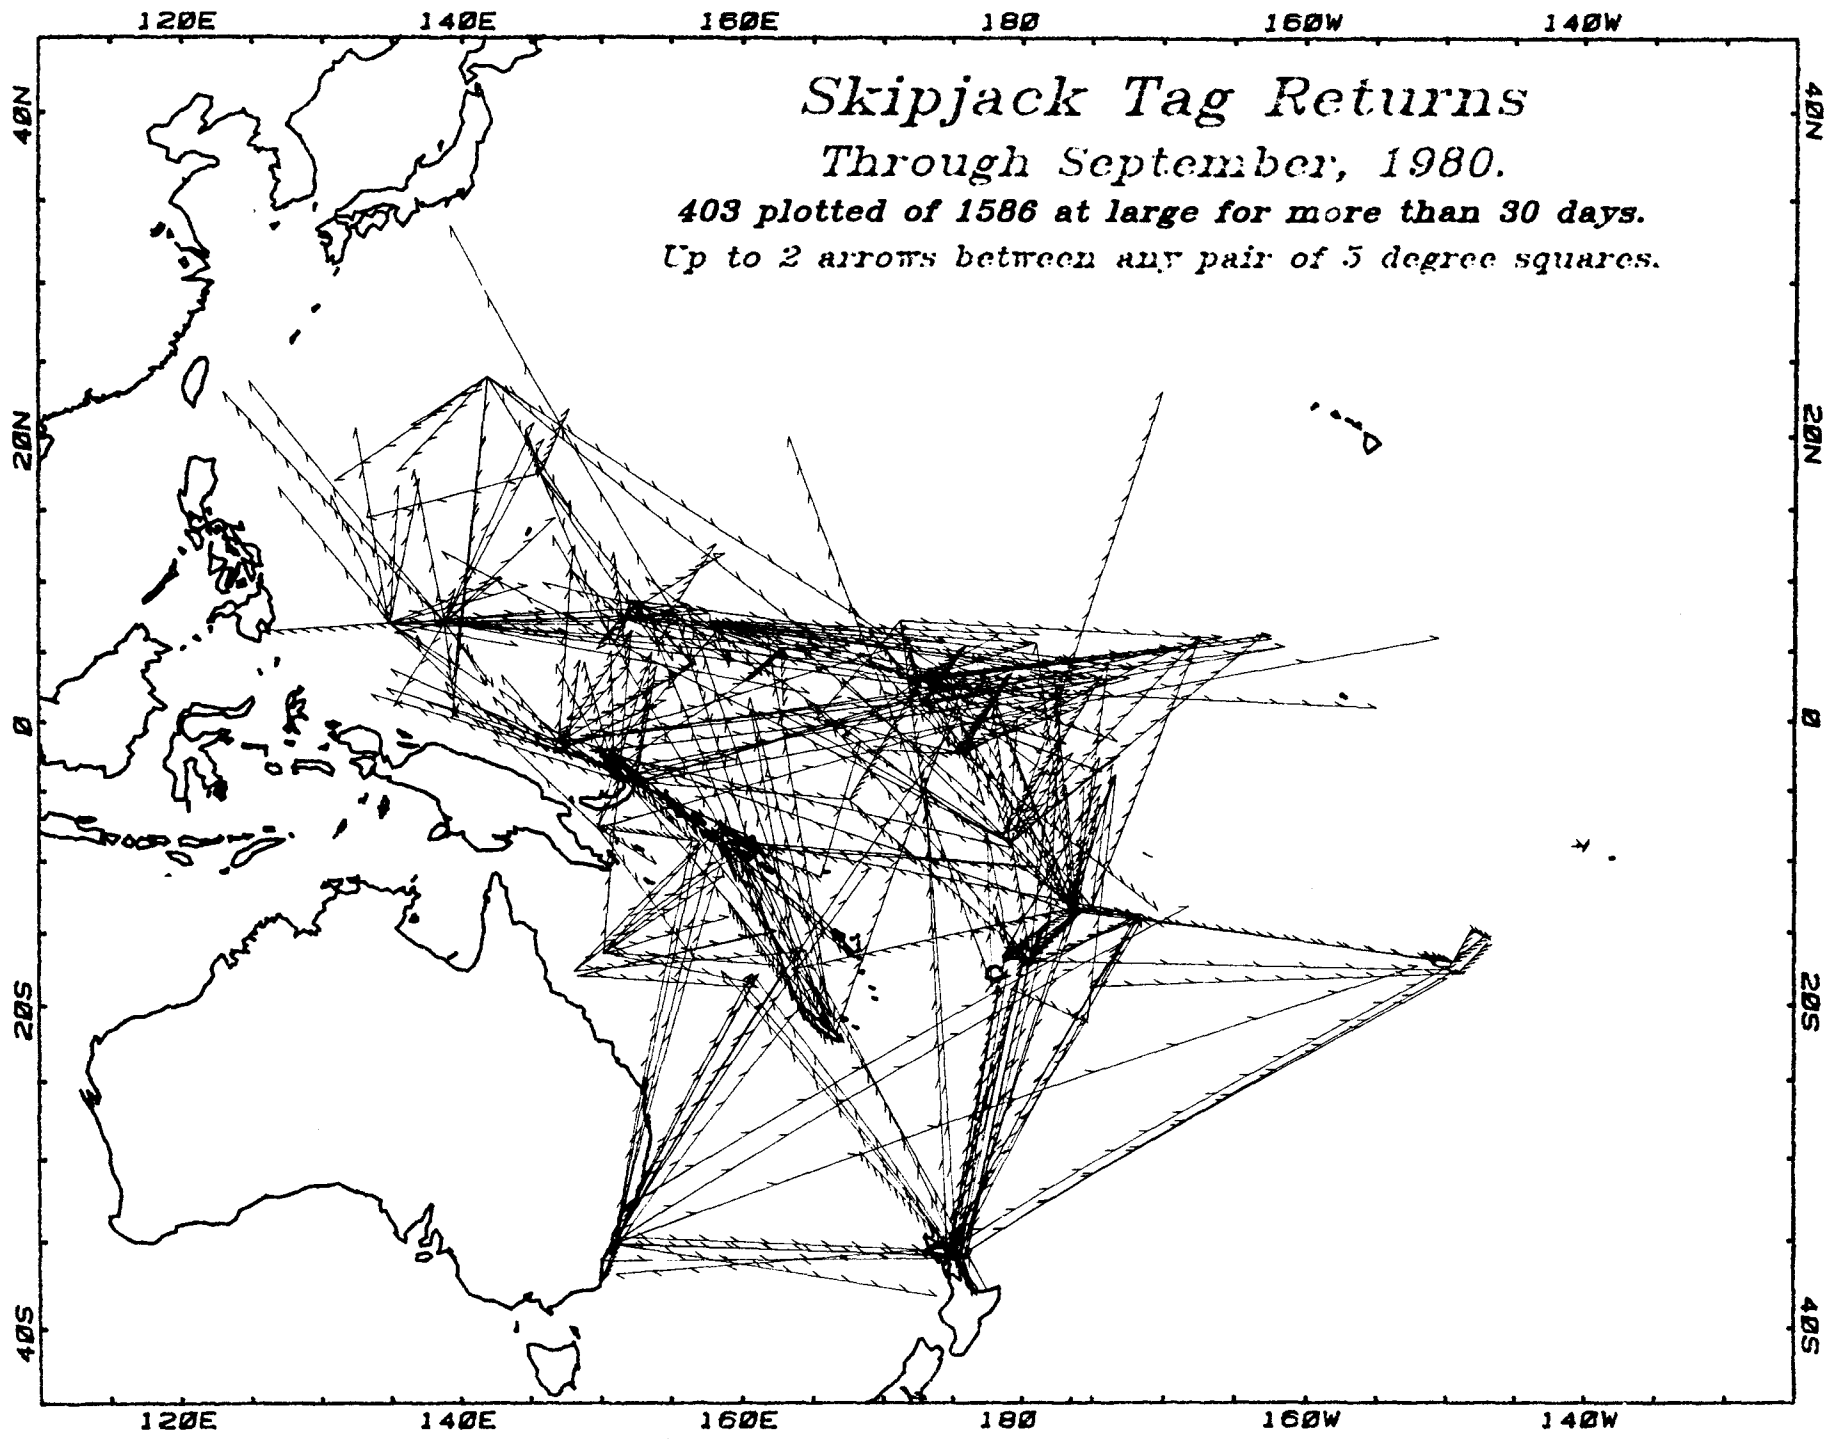 120E 140E 160E 180 160W 140W
Skipjack Tag Returns
Through September, 1980.
403 plotted of 1586 at large for more than 30 days.
Up to 2 arrows between any pair of 5 degree squares.
40N 40N
20N 20N
0 0
20S 20S
40S 40S
120E 140E 160E 180 160W 140W